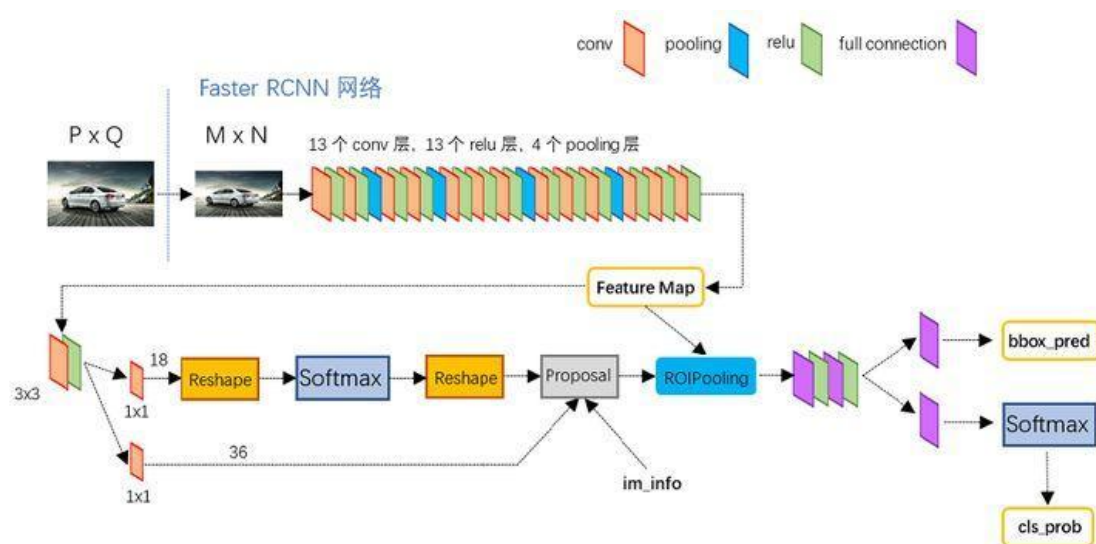 conv
pooling
relu
full connection
Faster RCNN 网络
P x Q
M x N
13 个 conv 层, 13 个 relu 层, 4 个 pooling 层
Feature Map
3x3
18
1x1
Reshape
Softmax
Reshape
Proposal
ROIPooling
bbox_pred
Softmax
36
1x1
im_info
cls_prob